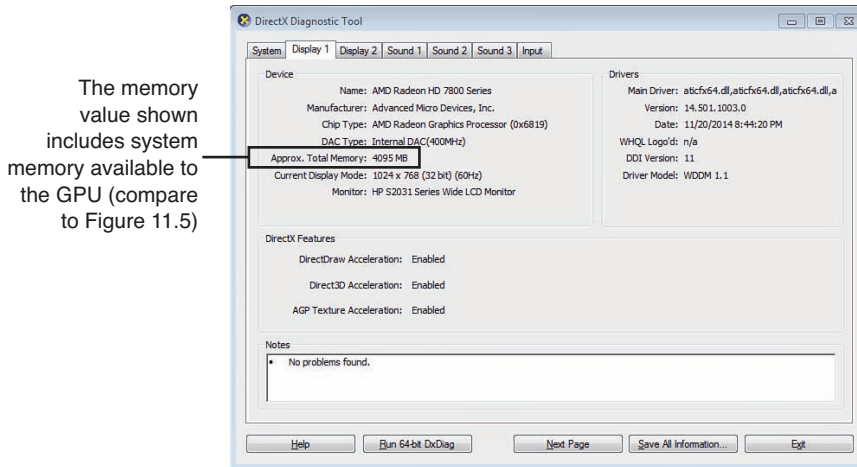 The memory
value shown
includes system
memory available to
the GPU (compare
to Figure 11.5)
DirectX Diagnostic Tool
System Display 1 Display 2 Sound 1 Sound 2 Sound 3 Input
Device
Name: AMD Radeon HD 7800 Series
Manufacturer: Advanced Micro Devices, Inc.
Chip Type: AMD Radeon Graphics Processor (0x6819)
DAC Type: Internal DAC(400MHz)
Approx. Total Memory: 4095 MB
Current Display Mode: 1024 x 768 (32 bit) (60Hz)
Monitor: HP S2031 Series Wide LCD Monitor
Drivers
Main Driver: aticfx64.dll,aticfx64.dll,aticfx64.dll,a
Version: 14.501.1003.0
Date: 11/20/2014 8:44:20 PM
WHQL Logo'd: n/a
DDI Version: 11
Driver Model: WDDM 1.1
DirectX Features
DirectDraw Acceleration: Enabled
Direct3D Acceleration: Enabled
AGP Texture Acceleration: Enabled
Notes
• No problems found.
Help Run 64-bit DxDiag Next Page Save All Information... Exit